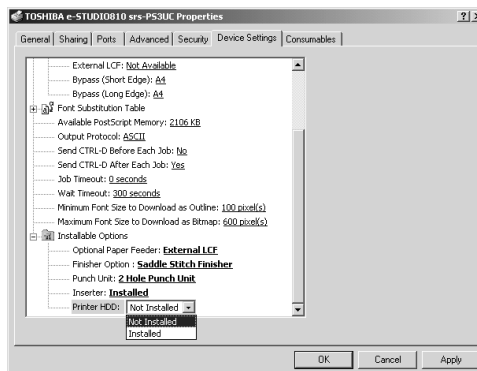 TOSHIBA e-STUDIO810 srs-PS3UC Properties
General Sharing Ports Advanced Security Device Settings Consumables
External LCF: Not Available
Bypass (Short Edge): A4
Bypass (Long Edge): A4
Font Substitution Table
Available PostScript Memory: 2106 KB
Output Protocol: ASCII
Send CTRL-D Before Each Job: No
Send CTRL-D After Each Job: Yes
Job Timeout: 0 seconds
Wait Timeout: 300 seconds
Minimum Font Size to Download as Outline: 100 pixel(s)
Maximum Font Size to Download as Bitmap: 600 pixel(s)
Installable Options
Optional Paper Feeder: External LCF
Finisher Option : Saddle Stitch Finisher
Punch Unit: 2 Hole Punch Unit
Inserter: Installed
Printer HDD: Not Installed
Not Installed
Installed
OK Cancel Apply